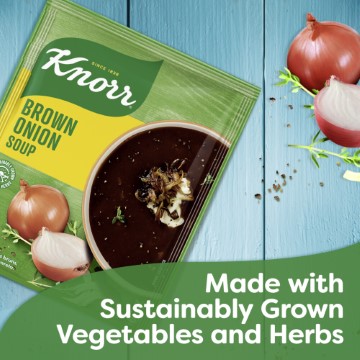 SINCE 1838
Knorr
BROWN
ONION
SOUP
Made with
Sustainably Grown
Vegetables and Herbs